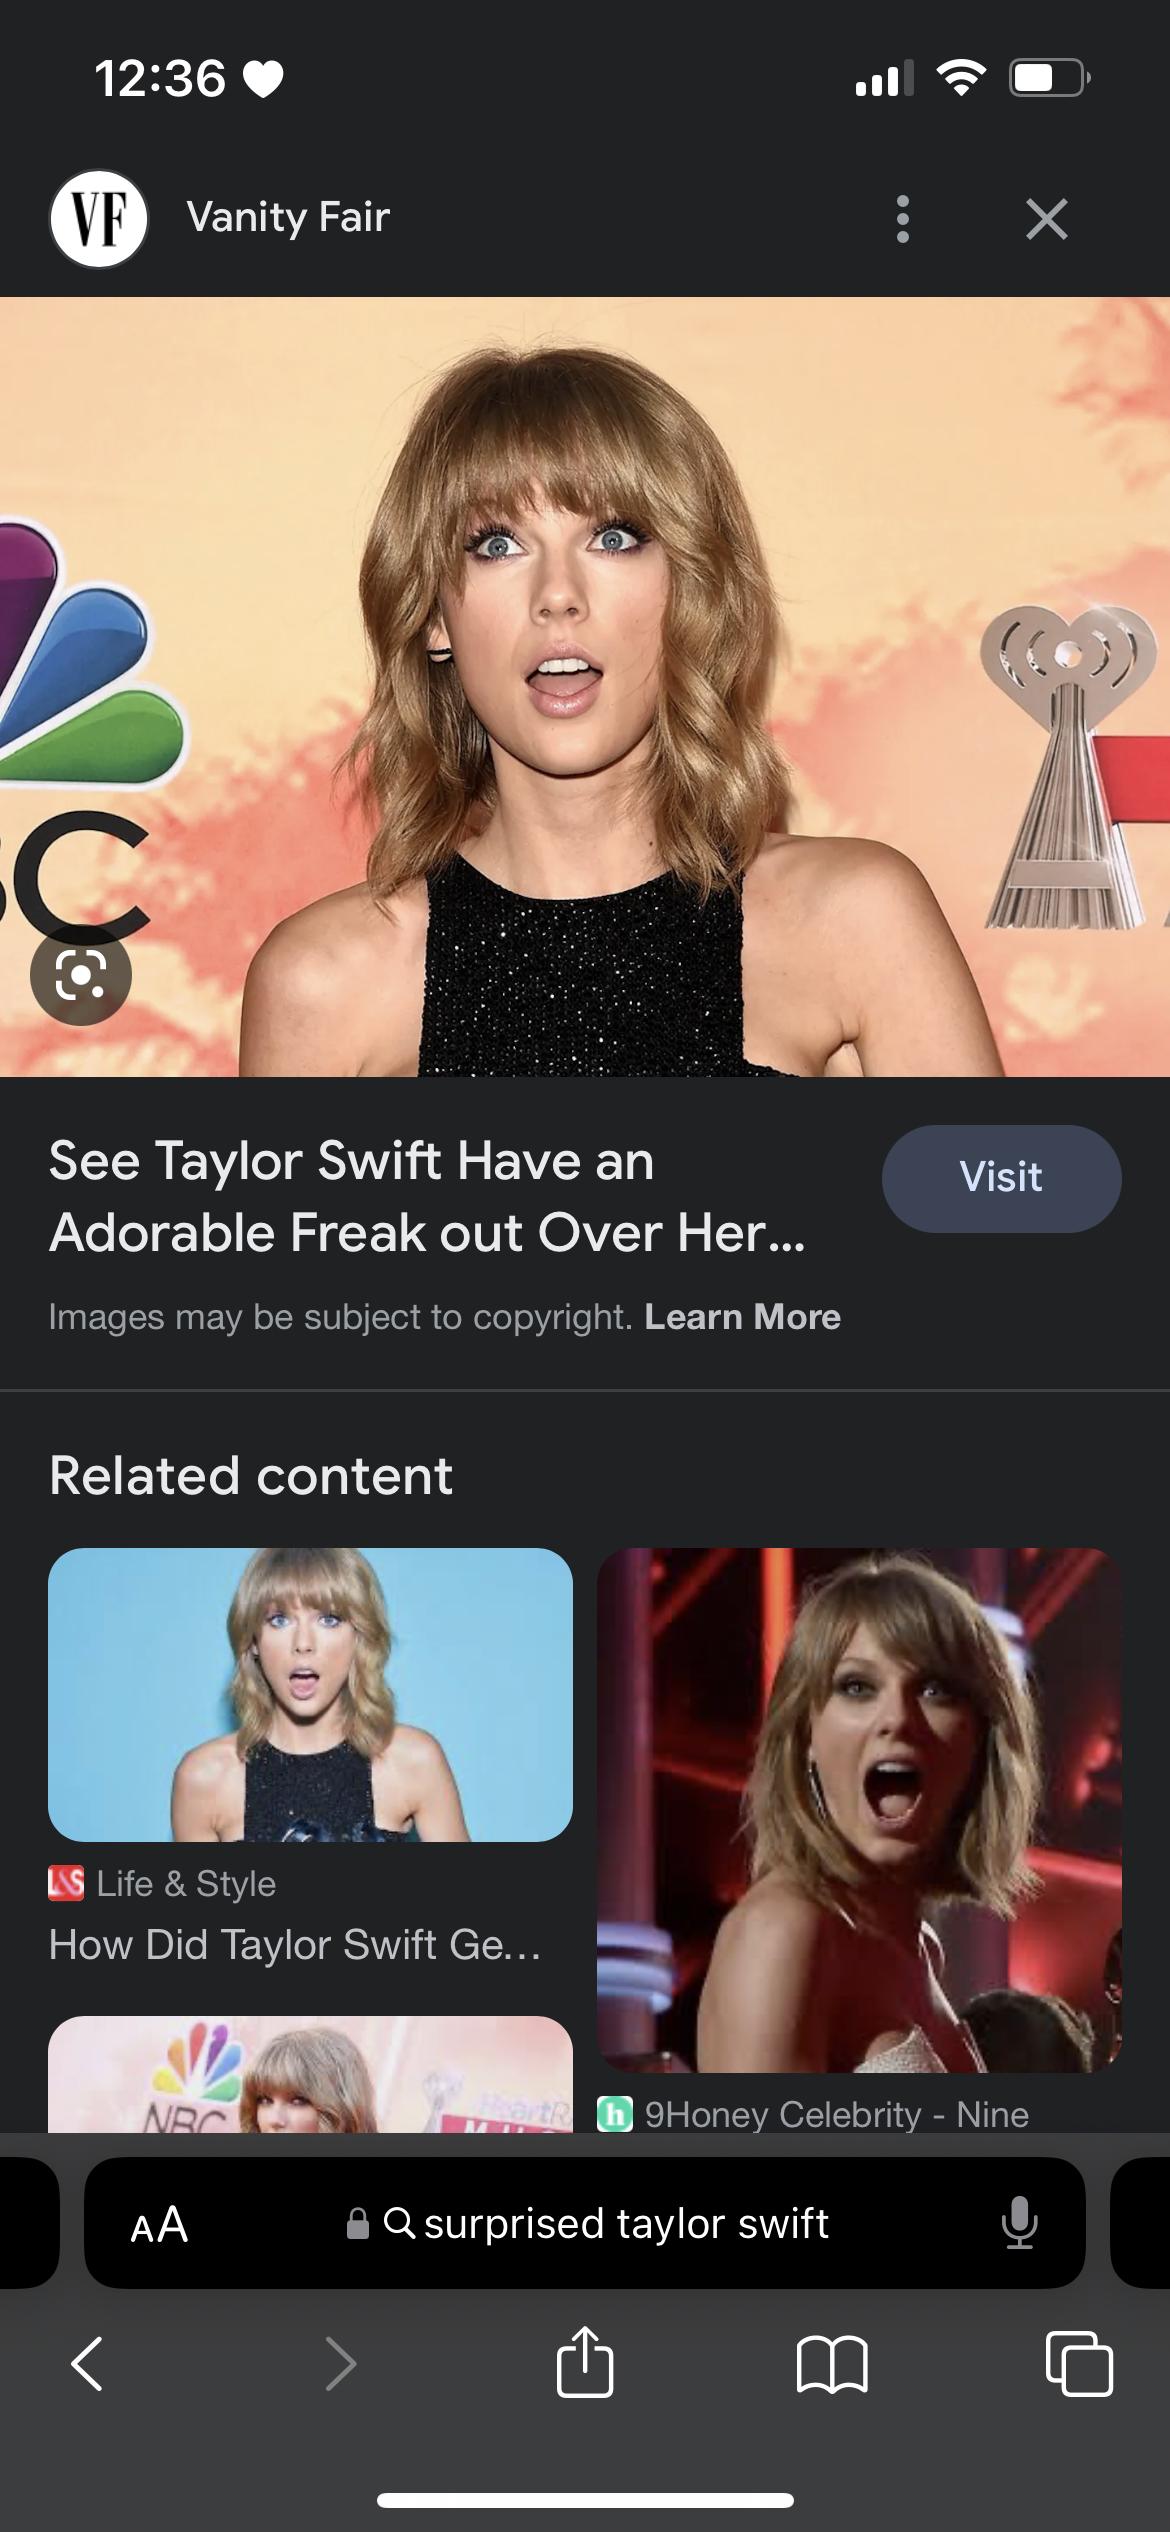 12:36
VF
Vanity Fair
BC
See Taylor Swift Have an
Adorable Freak out Over Her...
Visit
Images may be subject to copyright. Learn More
Related content
L&S Life & Style
How Did Taylor Swift Ge...
NBC
h 9Honey Celebrity - Nine
AA
surprised taylor swift